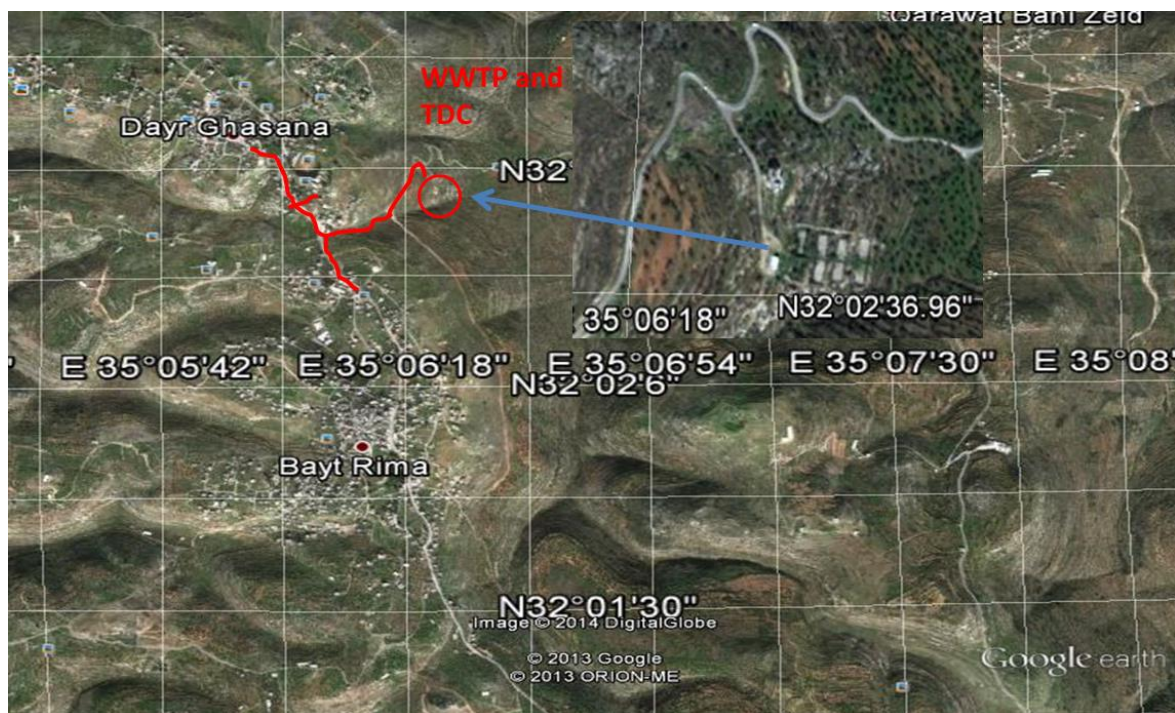 Qarawat Bani Zeid
WWTP and
TDC
Dayr Ghasana
N32°
35°06'18"
N32°02'36.96"
E 35°05'42"
E 35°06'18"
E 35°06'54"
E 35°07'30"
E 35°08'
N32°02'6"
Bayt Rima
N32°01'30"
Image © 2014 DigitalGlobe
© 2013 Google
© 2013 ORION-ME
Google earth